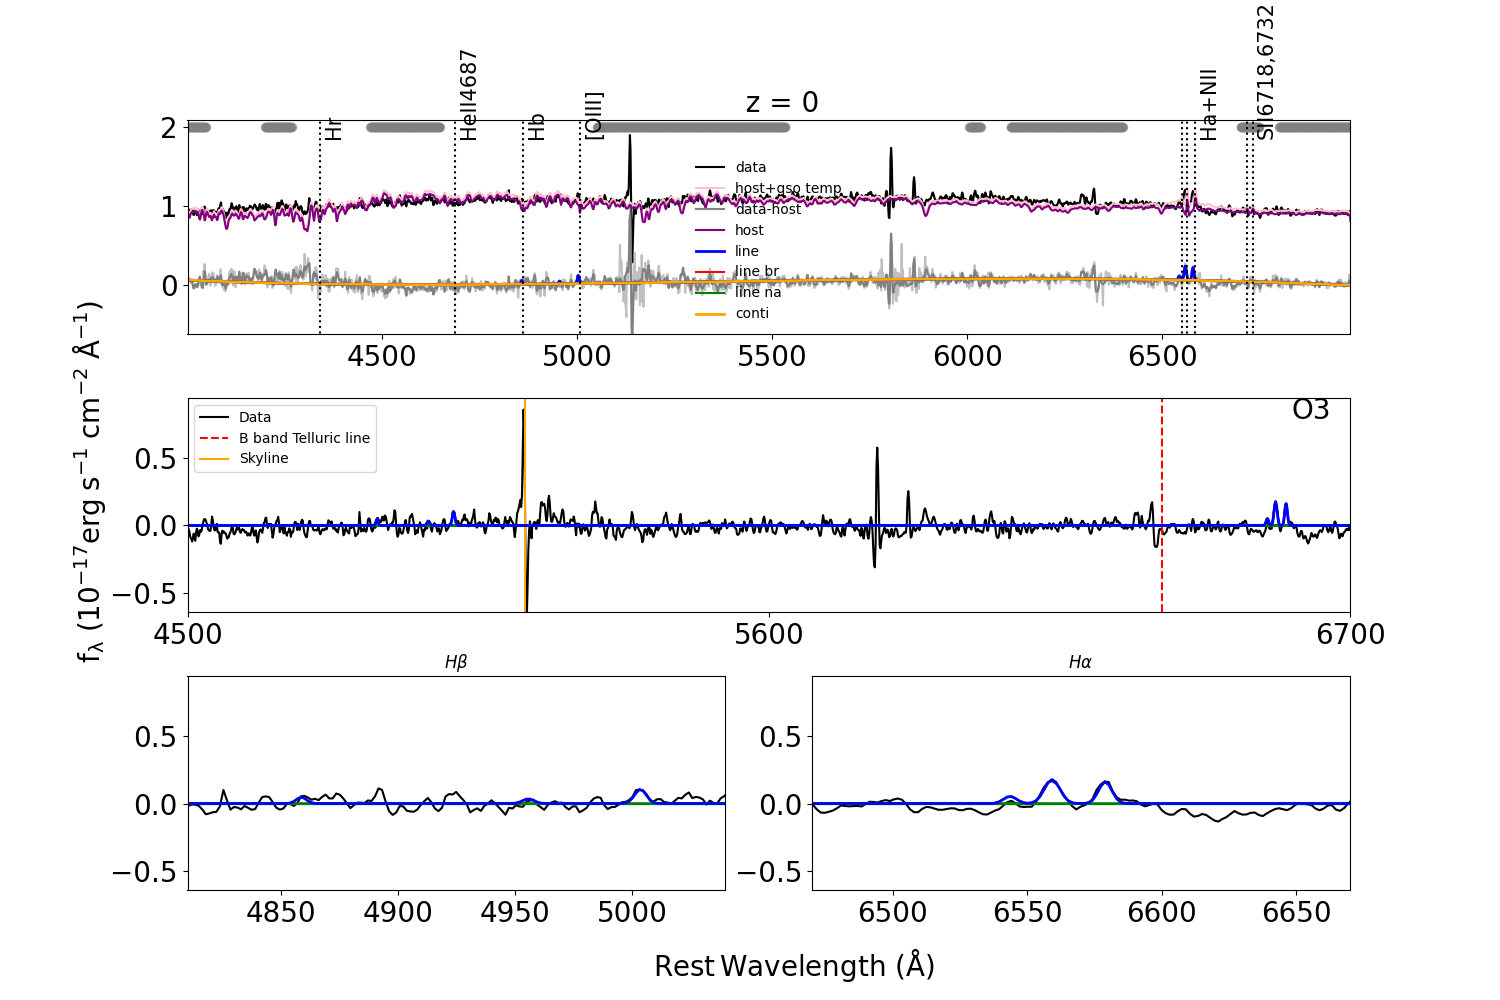 z = 0
Hr
HeII4687
Hb
[OIII]
Ha+NII
SII6718,6732
2
1
0
data
host+qso temp
data-host
host
line
line br
line na
conti
4500
5000
5500
6000
6500
fλ (10⁻¹⁷erg s⁻¹ cm⁻² Å⁻¹)
O3
Data
B band Telluric line
Skyline
0.5
0.0
−0.5
4500
5600
6700
Hβ
0.5
0.0
−0.5
4850
4900
4950
5000
Hα
0.5
0.0
−0.5
6500
6550
6600
6650
Rest Wavelength (Å)